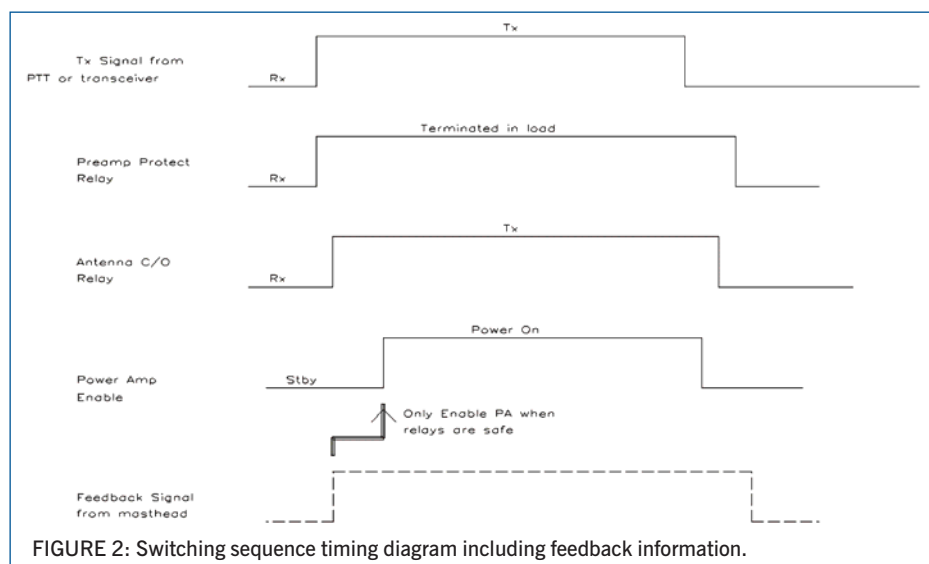 Tx
Tx Signal from
PTT or transceiver
Rx
Terminated in load
Preamp Protect
Relay
Rx
Tx
Antenna C/O
Relay
Rx
Power On
Power Amp
Enable
Stby
Only Enable PA when
relays are safe
Feedback Signal
from masthead
FIGURE 2: Switching sequence timing diagram including feedback information.